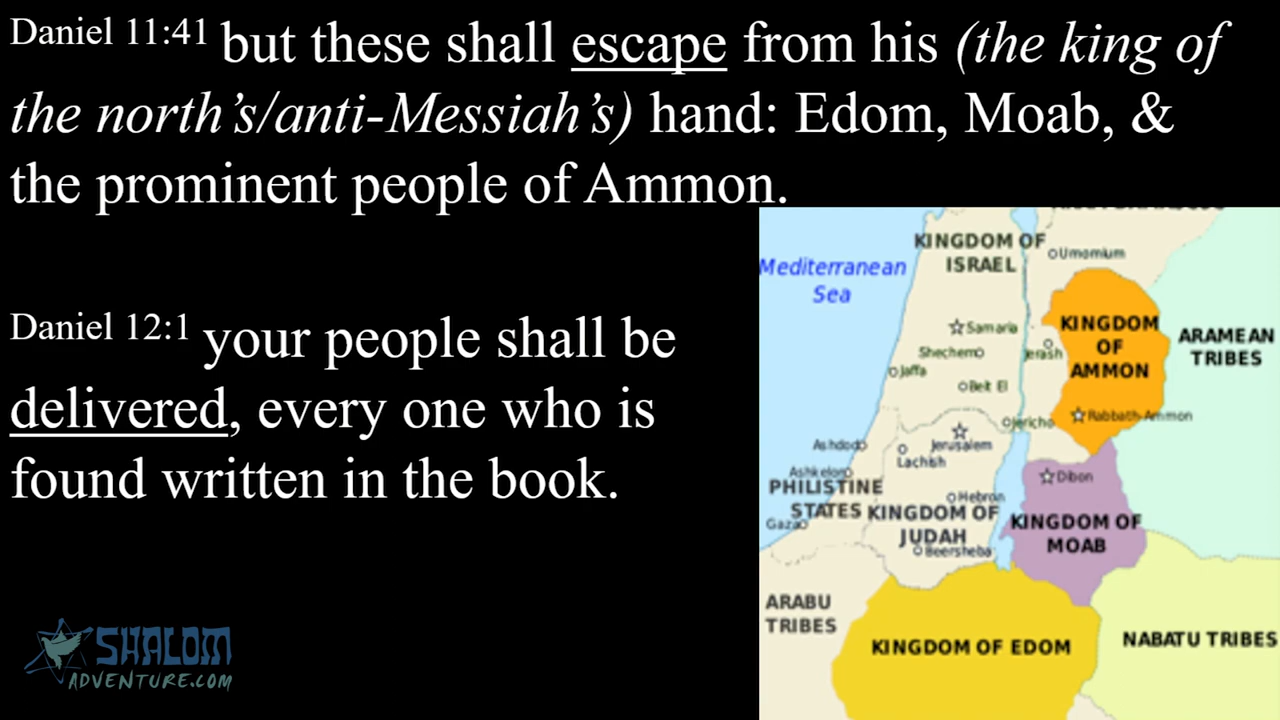 Daniel 11:41 but these shall escape from his (the king of
the north’s/anti-Messiah’s) hand: Edom, Moab, &
the prominent people of Ammon.
Daniel 12:1 your people shall be
delivered, every one who is
found written in the book.
SHALOM
ADVENTURE.COM
KINGDOM OF
ISRAEL
Uromomium
Mediterranean
Sea
Samaria
KINGDOM
OF
AMMON
ARAMEAN
TRIBES
Shechem
Jerash
Jaffa
Beit El
Rabbath-Ammon
Jericho
Ashdod
Jerusalem
Lachish
Ashkelon
Dibon
PHILISTINE
STATES
Hebron
Gaza
KINGDOM OF
JUDAH
KINGDOM OF
MOAB
Beersheba
ARABU
TRIBES
KINGDOM OF EDOM
NABATU TRIBES